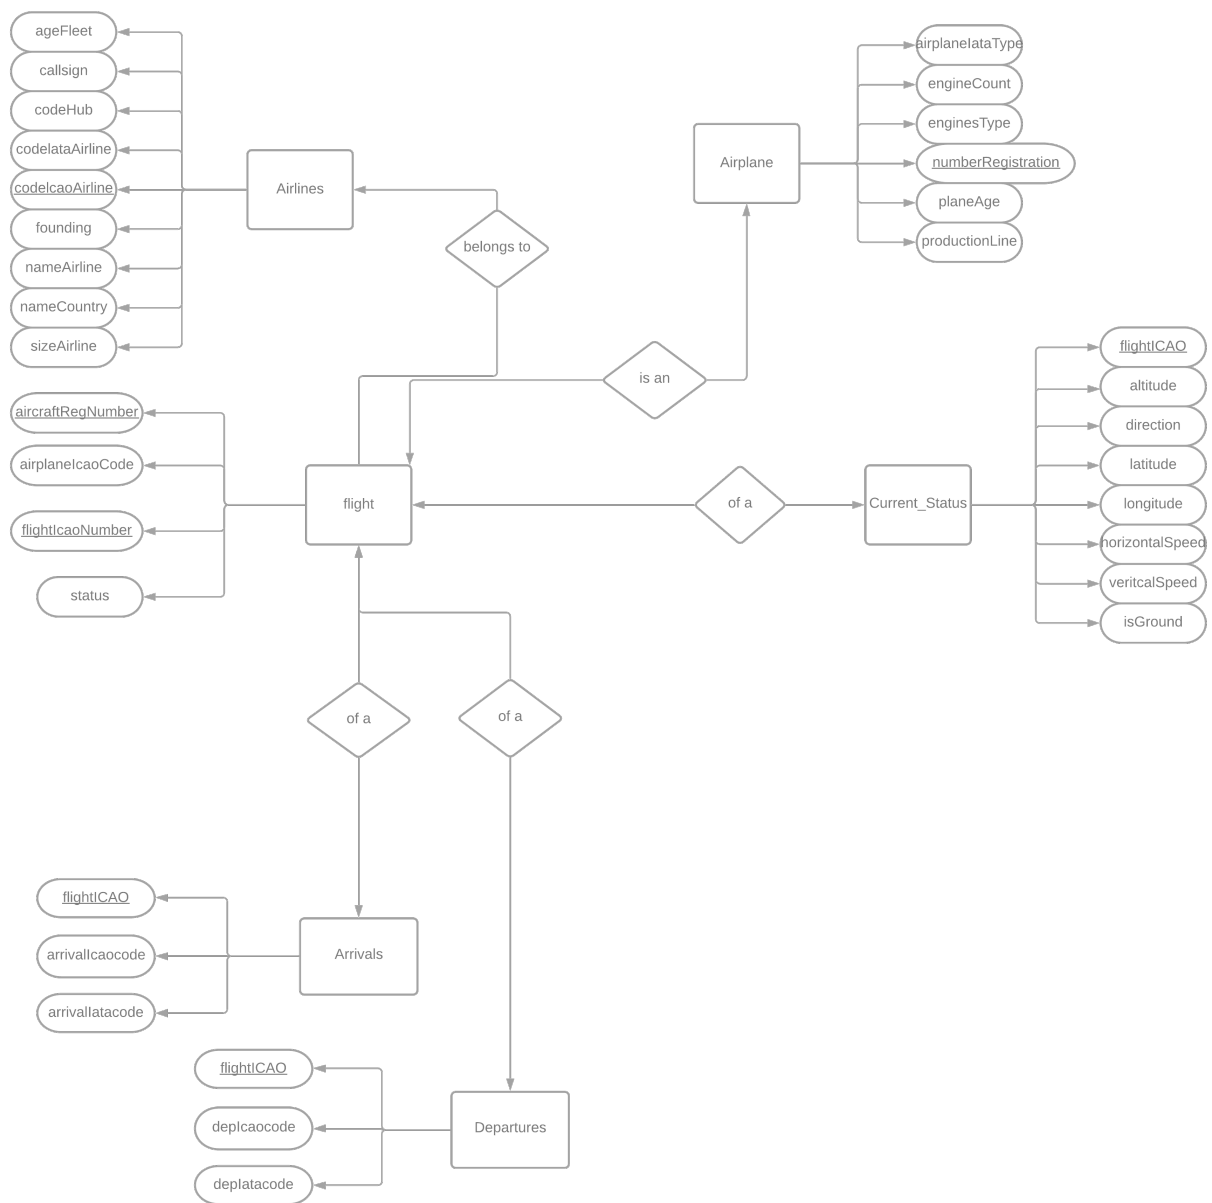 ageFleet
callsign
codeHub
codeIataAirline
codeIcaoAirline
founding
nameAirline
nameCountry
sizeAirline
Airlines
belongs to
Airplane
airplaneIataType
engineCount
enginesType
numberRegistration
planeAge
productionLine
is an
aircraftRegNumber
airplaneIcaoCode
flightIcaoNumber
status
flight
of a
Current_Status
flightICAO
altitude
direction
latitude
longitude
horizontalSpeed
veritcalSpeed
isGround
of a
of a
flightICAO
arrivalIcaocode
arrivalIatacode
Arrivals
flightICAO
depIcaocode
depIatacode
Departures